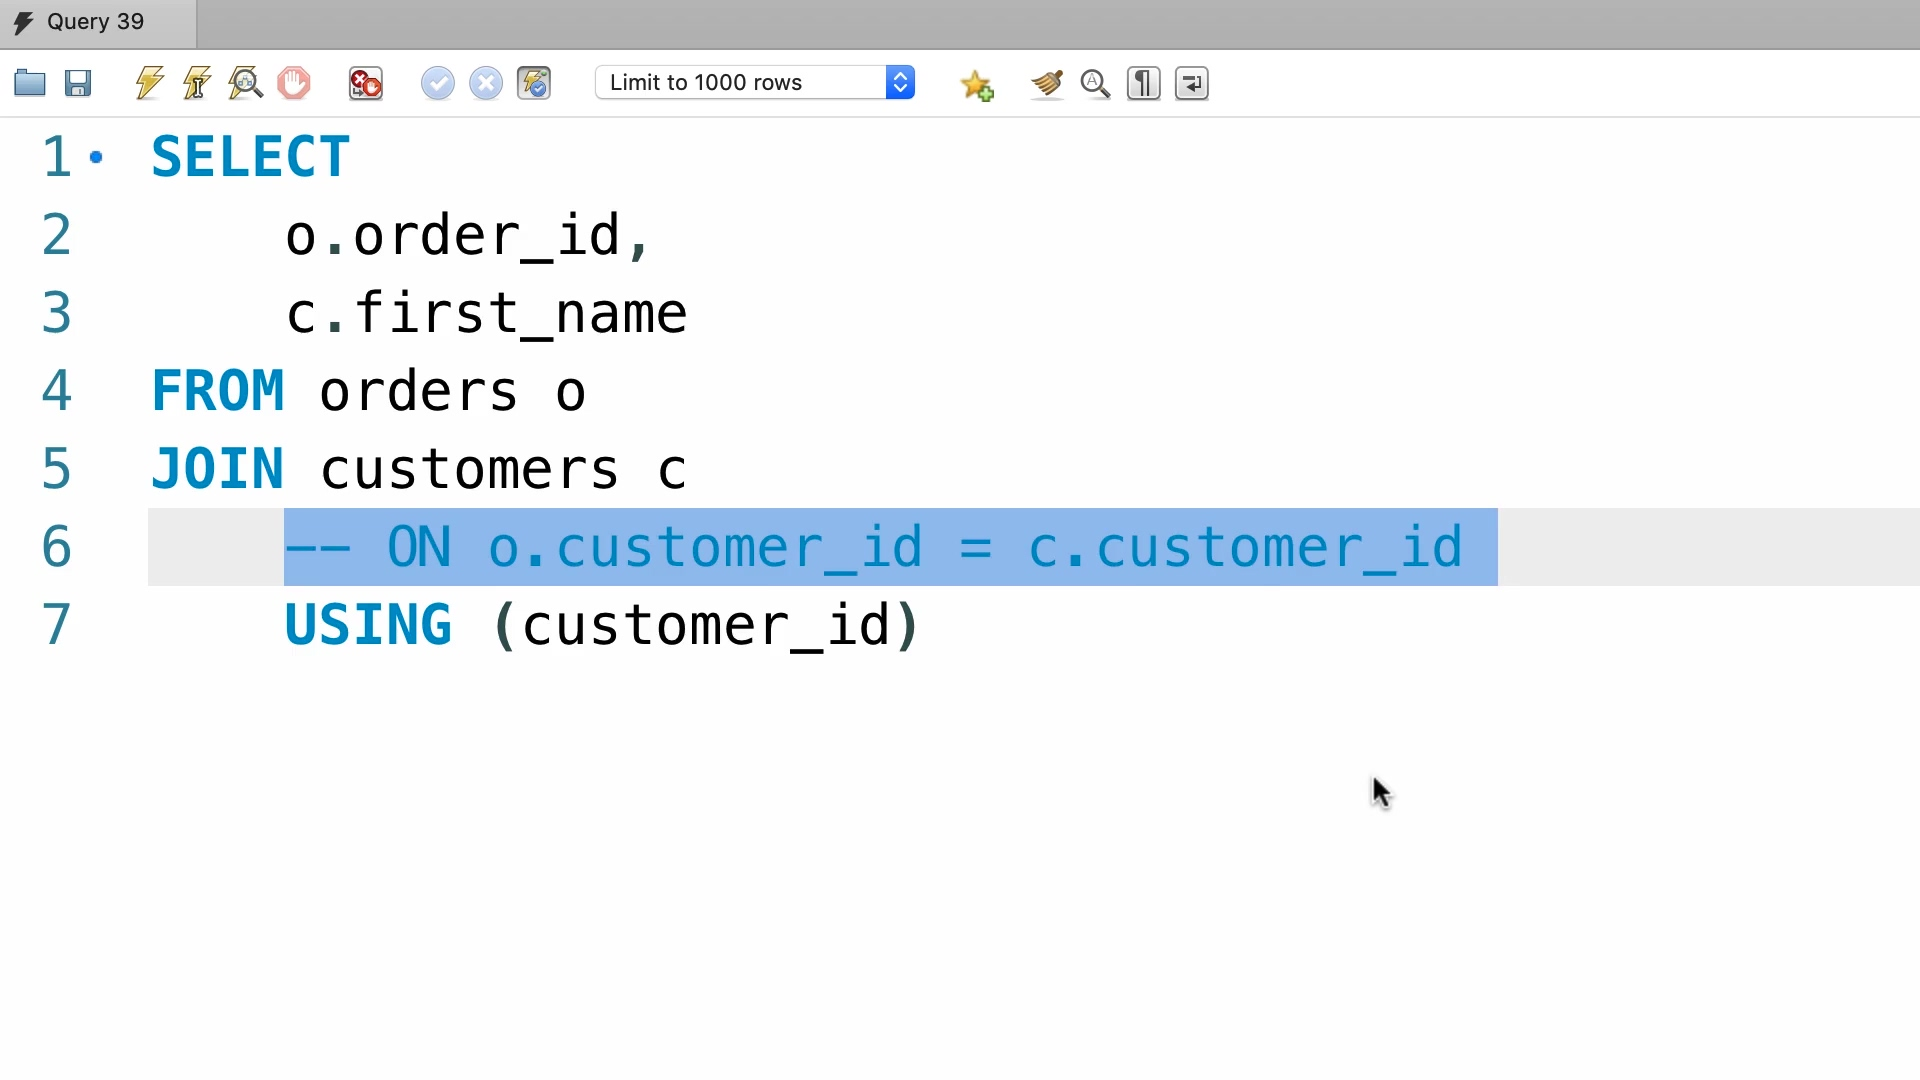 Query 39
Limit to 1000 rows
1 SELECT
2 o.order_id,
3 c.first_name
4 FROM orders o
5 JOIN customers c
6 -- ON o.customer_id = c.customer_id
7 USING (customer_id)